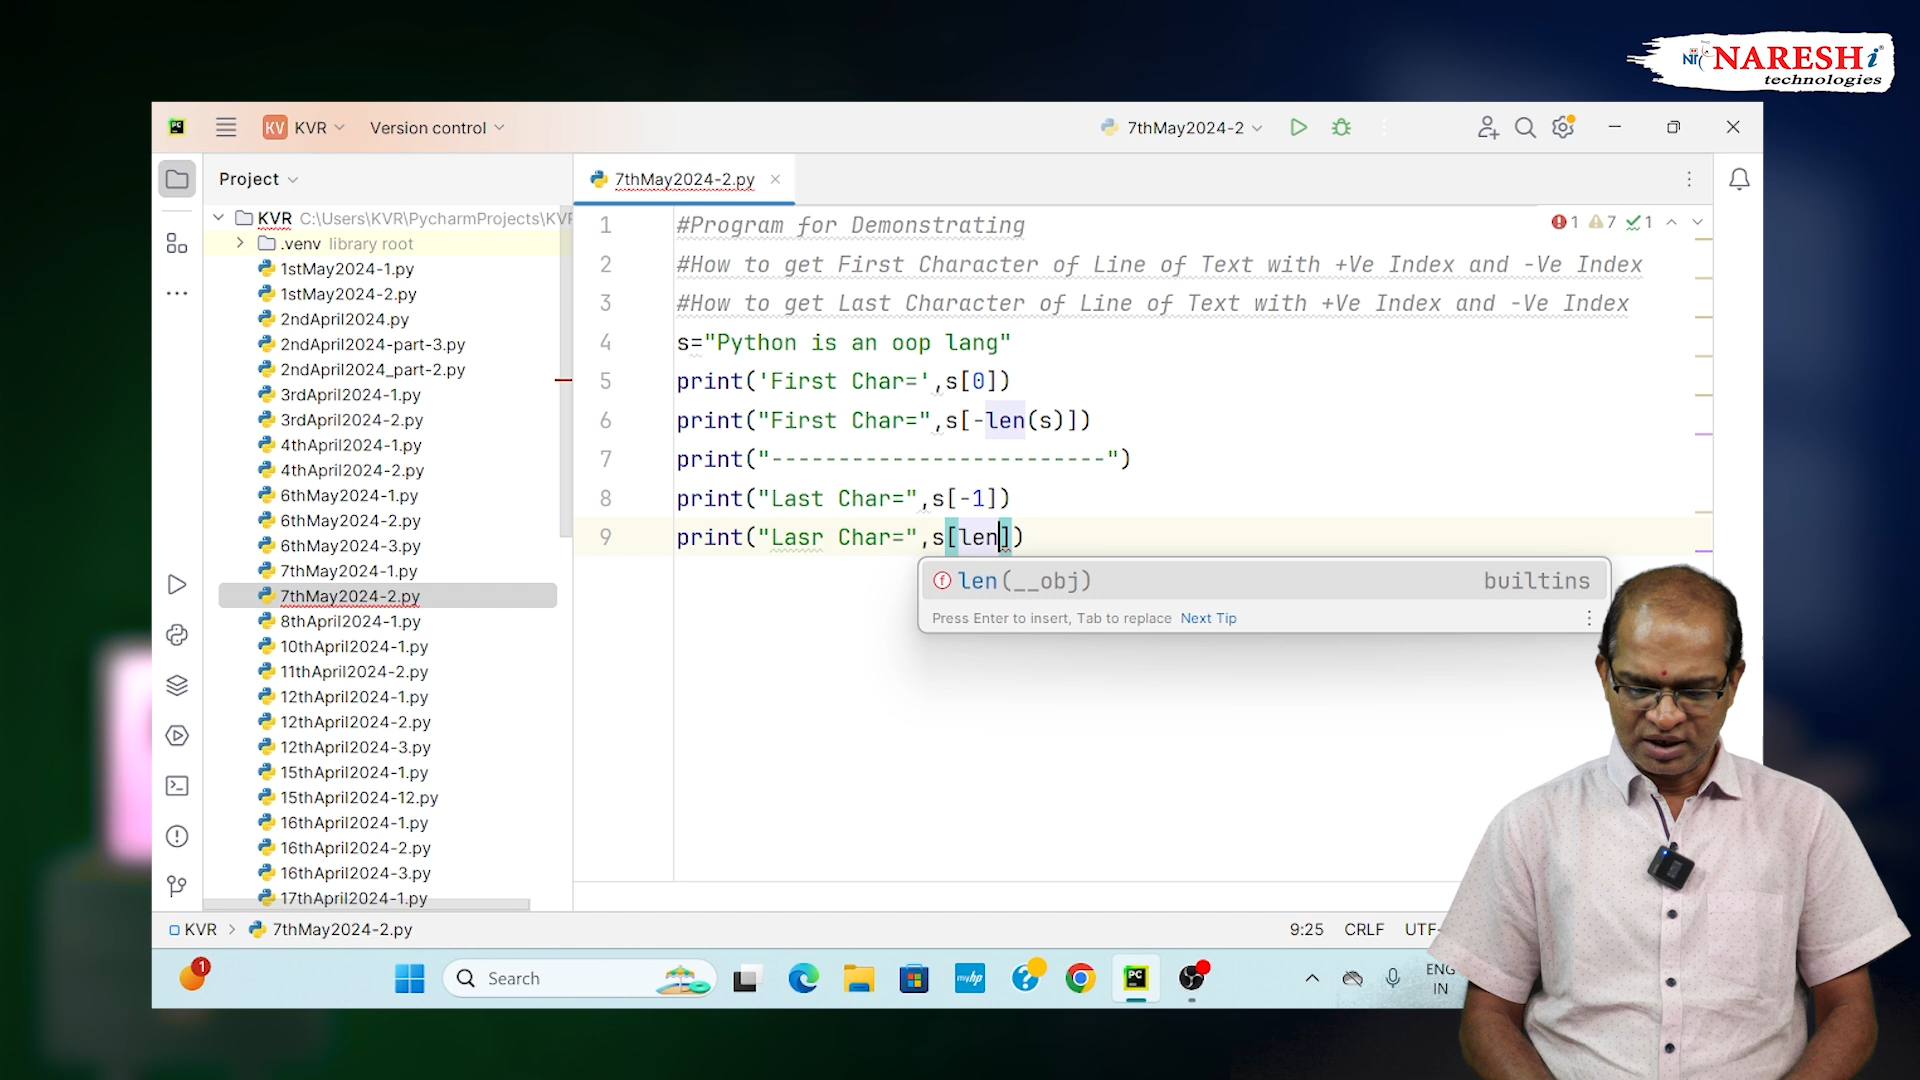 NARESH i
technologies
KV KVR
Version control
7thMay2024-2
Project
7thMay2024-2.py
KVR C:\Users\KVR\PycharmProjects\KVR
.venv library root
1stMay2024-1.py
1stMay2024-2.py
2ndApril2024.py
2ndApril2024-part-3.py
2ndApril2024_part-2.py
3rdApril2024-1.py
3rdApril2024-2.py
4thApril2024-1.py
4thApril2024-2.py
6thMay2024-1.py
6thMay2024-2.py
6thMay2024-3.py
7thMay2024-1.py
7thMay2024-2.py
8thApril2024-1.py
10thApril2024-1.py
11thApril2024-2.py
12thApril2024-1.py
12thApril2024-2.py
12thApril2024-3.py
15thApril2024-1.py
15thApril2024-12.py
16thApril2024-1.py
16thApril2024-2.py
16thApril2024-3.py
17thApril2024-1.py
1 #Program for Demonstrating
1 7 1
2 #How to get First Character of Line of Text with +Ve Index and -Ve Index
3 #How to get Last Character of Line of Text with +Ve Index and -Ve Index
4 s="Python is an oop lang"
5 print('First Char=',s[0])
6 print("First Char=",s[-len(s)])
7 print("-------------------------")
8 print("Last Char=",s[-1])
9 print("Lasr Char=",s[len])
len(__obj) builtins
Press Enter to insert, Tab to replace Next Tip
KVR > 7thMay2024-2.py
9:25 CRLF UTF-
1
Search
myhp
PC
ENG
IN